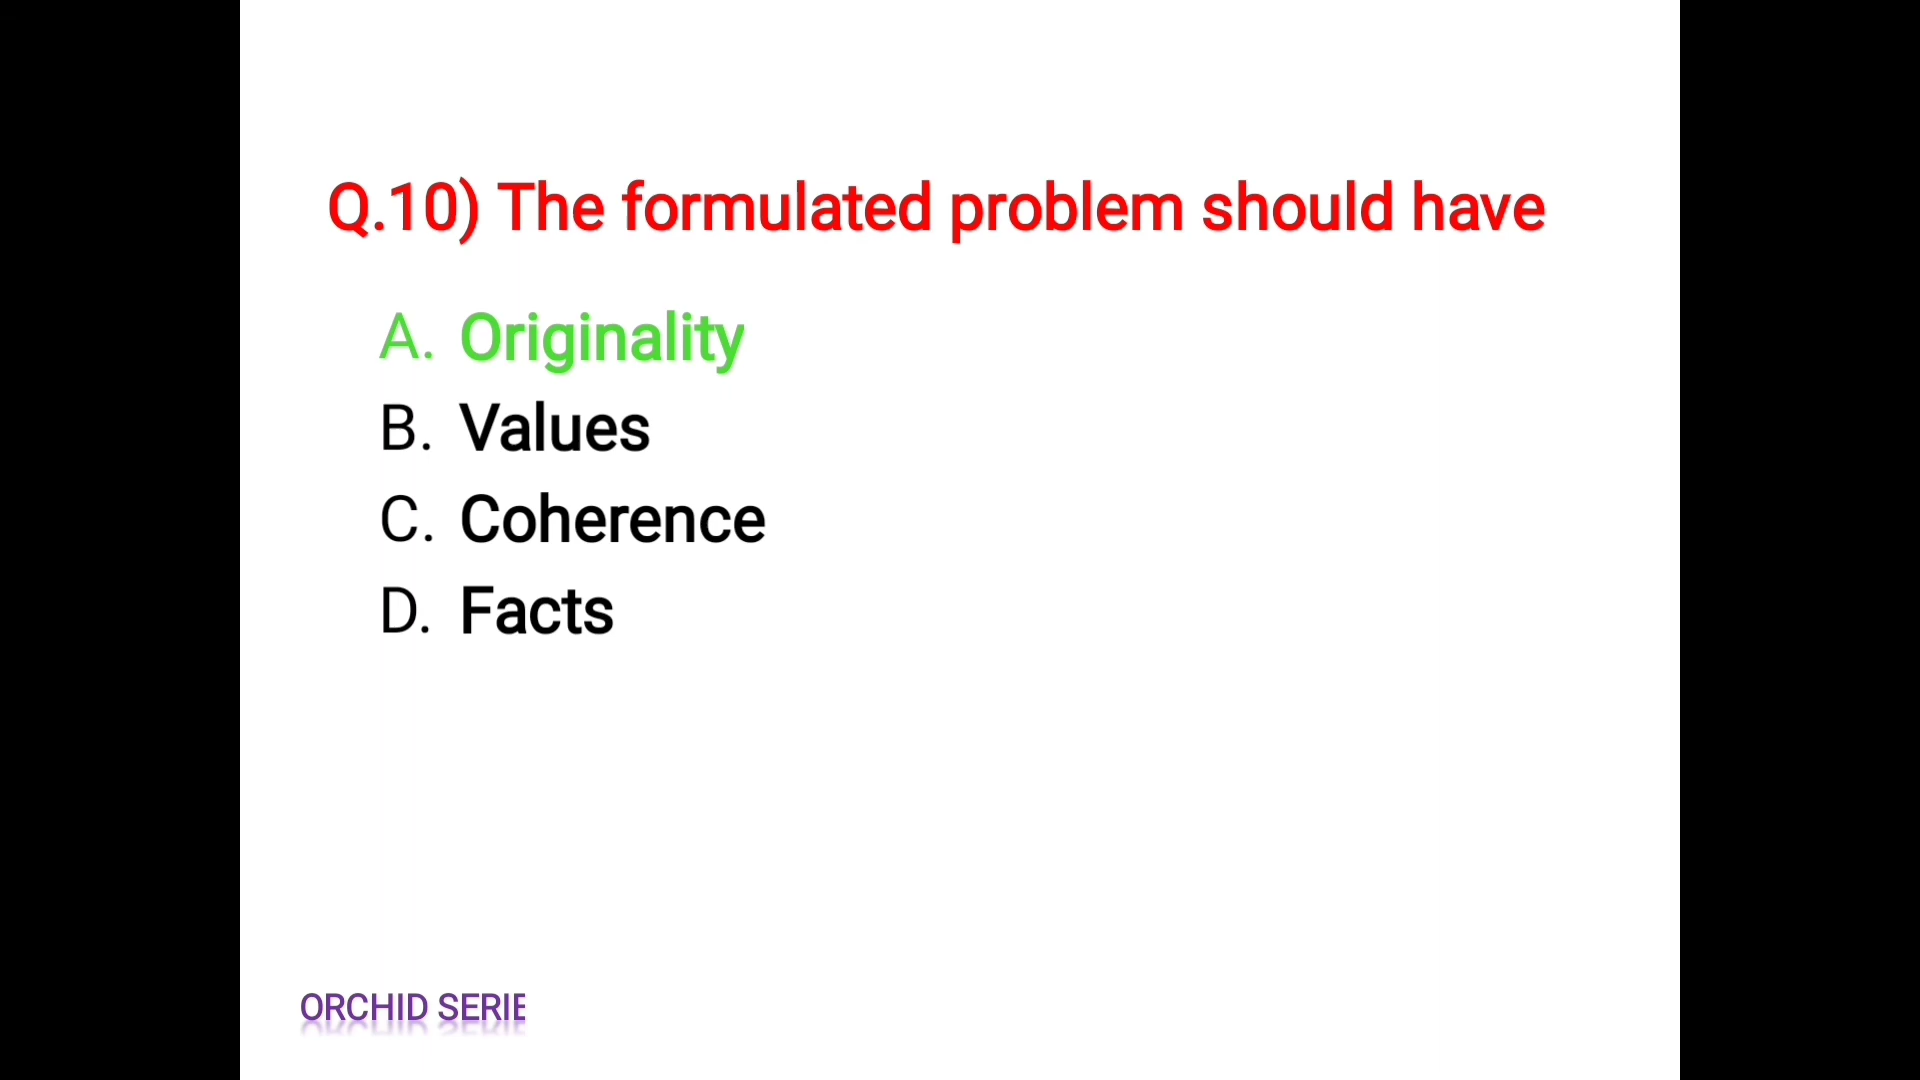 Q.10) The formulated problem should have
A. Originality
B. Values
C. Coherence
D. Facts
ORCHID SERIE